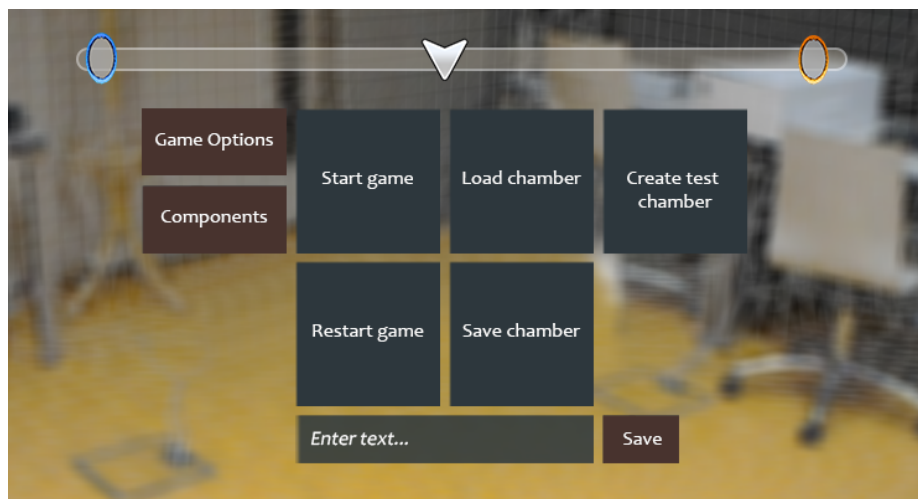 Game Options
Components
Start game
Load chamber
Create test
chamber
Restart game
Save chamber
Enter text...
Save